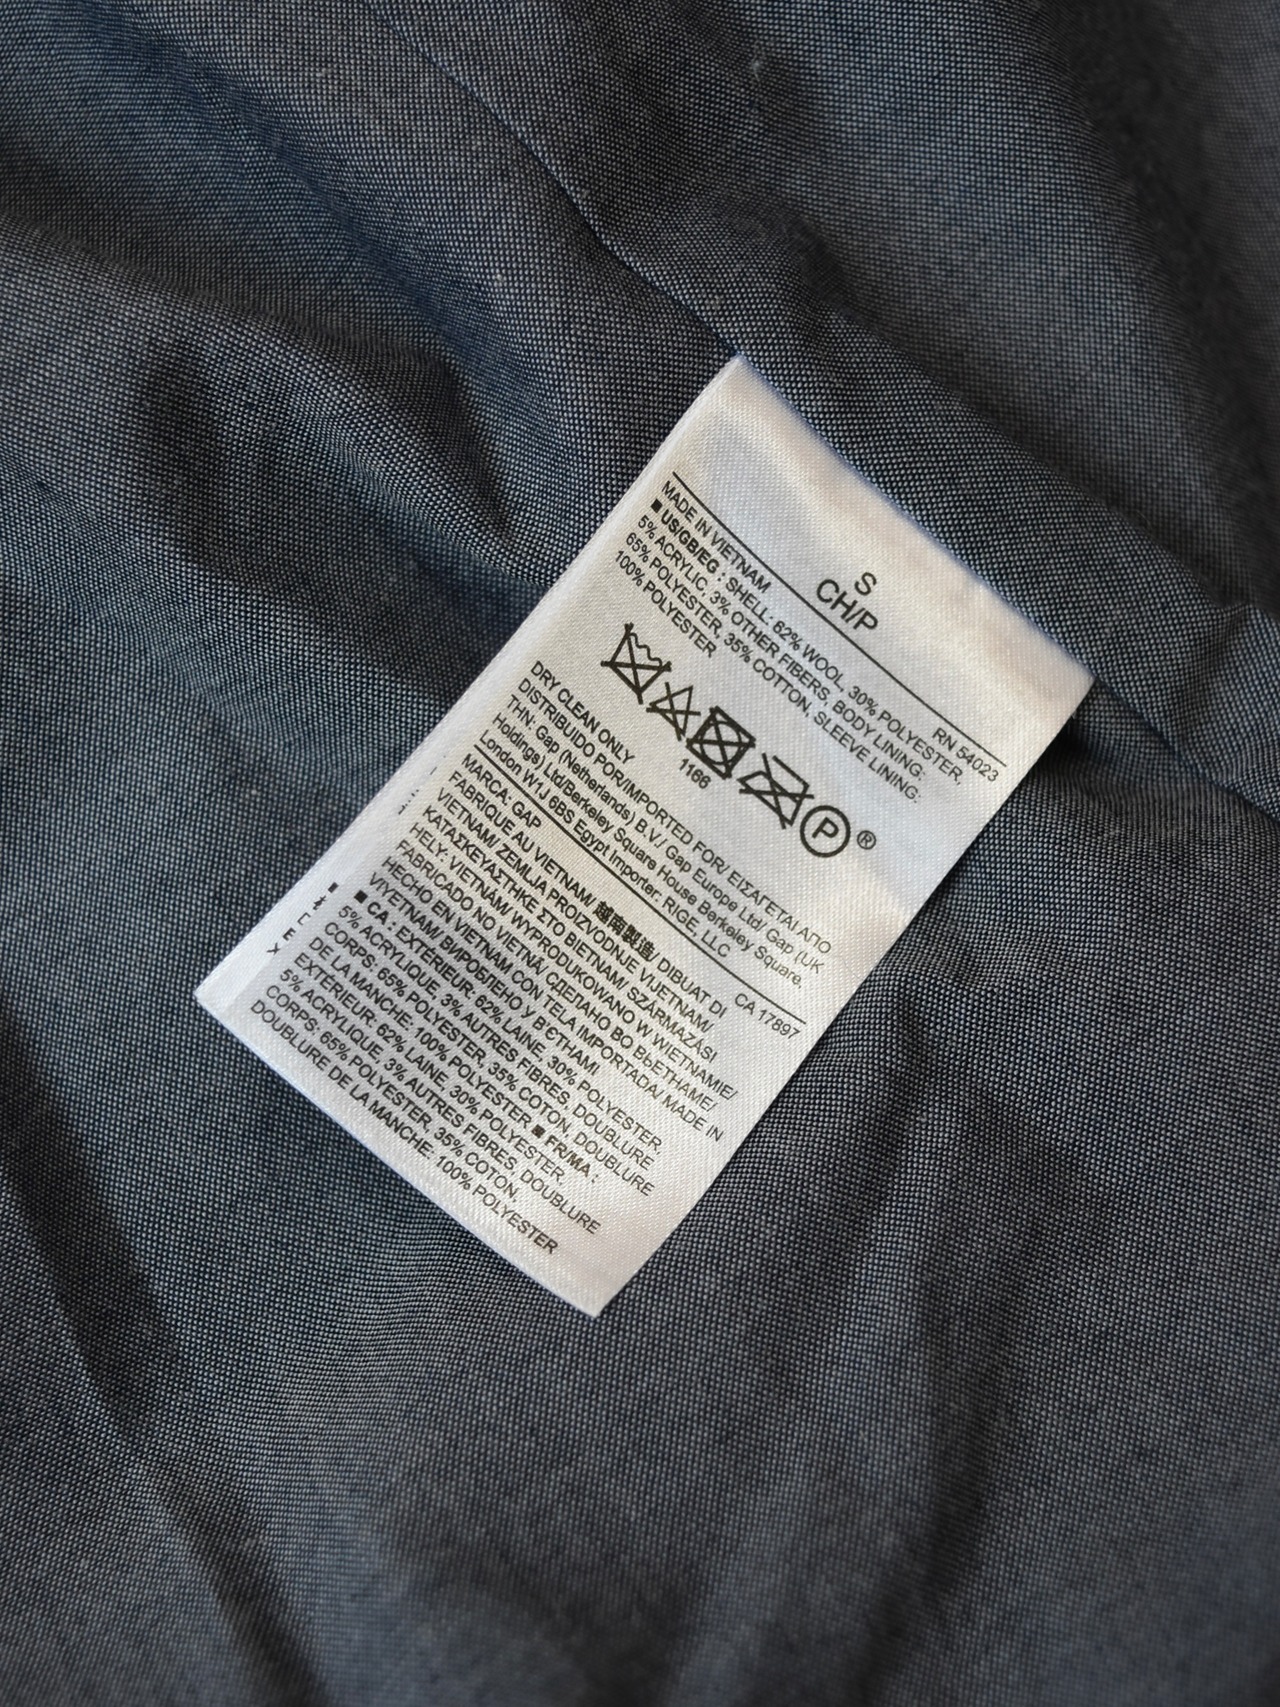 S
CH/P
RN 54023
MADE IN VIETNAM
■ US/GB/EG : SHELL: 62% WOOL, 30% POLYESTER,
5% ACRYLIC, 3% OTHER FIBERS, BODY LINING:
65% POLYESTER, 35% COTTON, SLEEVE LINING:
100% POLYESTER
P ®
1166
DRY CLEAN ONLY
DISTRIBUIDO POR/IMPORTED FOR/ ΕΙΣΑΓΕΤΑΙ ΑΠΟ
ΤΗΝ: Gap (Netherlands) B.V./ Gap Europe Ltd/ Gap (UK
Holdings) Ltd/Berkeley Square House Berkeley Square,
London W1J 6BS Egypt Importer: RIGE, LLC
CA 17897
MARCA: GAP
FABRIQUE AU VIETNAM/ 越南製造/ DIBUAT DI
VIETNAM/ ZEMLJA PROIZVODNJE VIJETNAM/
ΚΑΤΑΣΚΕΥΑΣΤΗΚΕ ΣΤΟ ΒΙΕΤΝΑΜ/ SZÁRMAZÁSI
HELY: VIETNÁM/ WYPRODUKOWANO W WIETNAMIE/
FABRICADO NO VIETNÃ/ СДЕЛАНО ВО ВЬЕТНАМЕ/
HECHO EN VIETNAM CON TELA IMPORTADA/ MADE IN
VIYETNAM/ ВИРОБЛЕНО У В'ЄТНАМІ
■ CA : EXTÉRIEUR: 62% LAINE, 30% POLYESTER,
5% ACRYLIQUE, 3% AUTRES FIBRES, DOUBLURE
CORPS: 65% POLYESTER, 35% COTON, DOUBLURE
DE LA MANCHE: 100% POLYESTER ■ FR/MA :
EXTÉRIEUR: 62% LAINE, 30% POLYESTER,
5% ACRYLIQUE, 3% AUTRES FIBRES, DOUBLURE
CORPS: 65% POLYESTER, 35% COTON,
DOUBLURE DE LA MANCHE: 100% POLYESTER